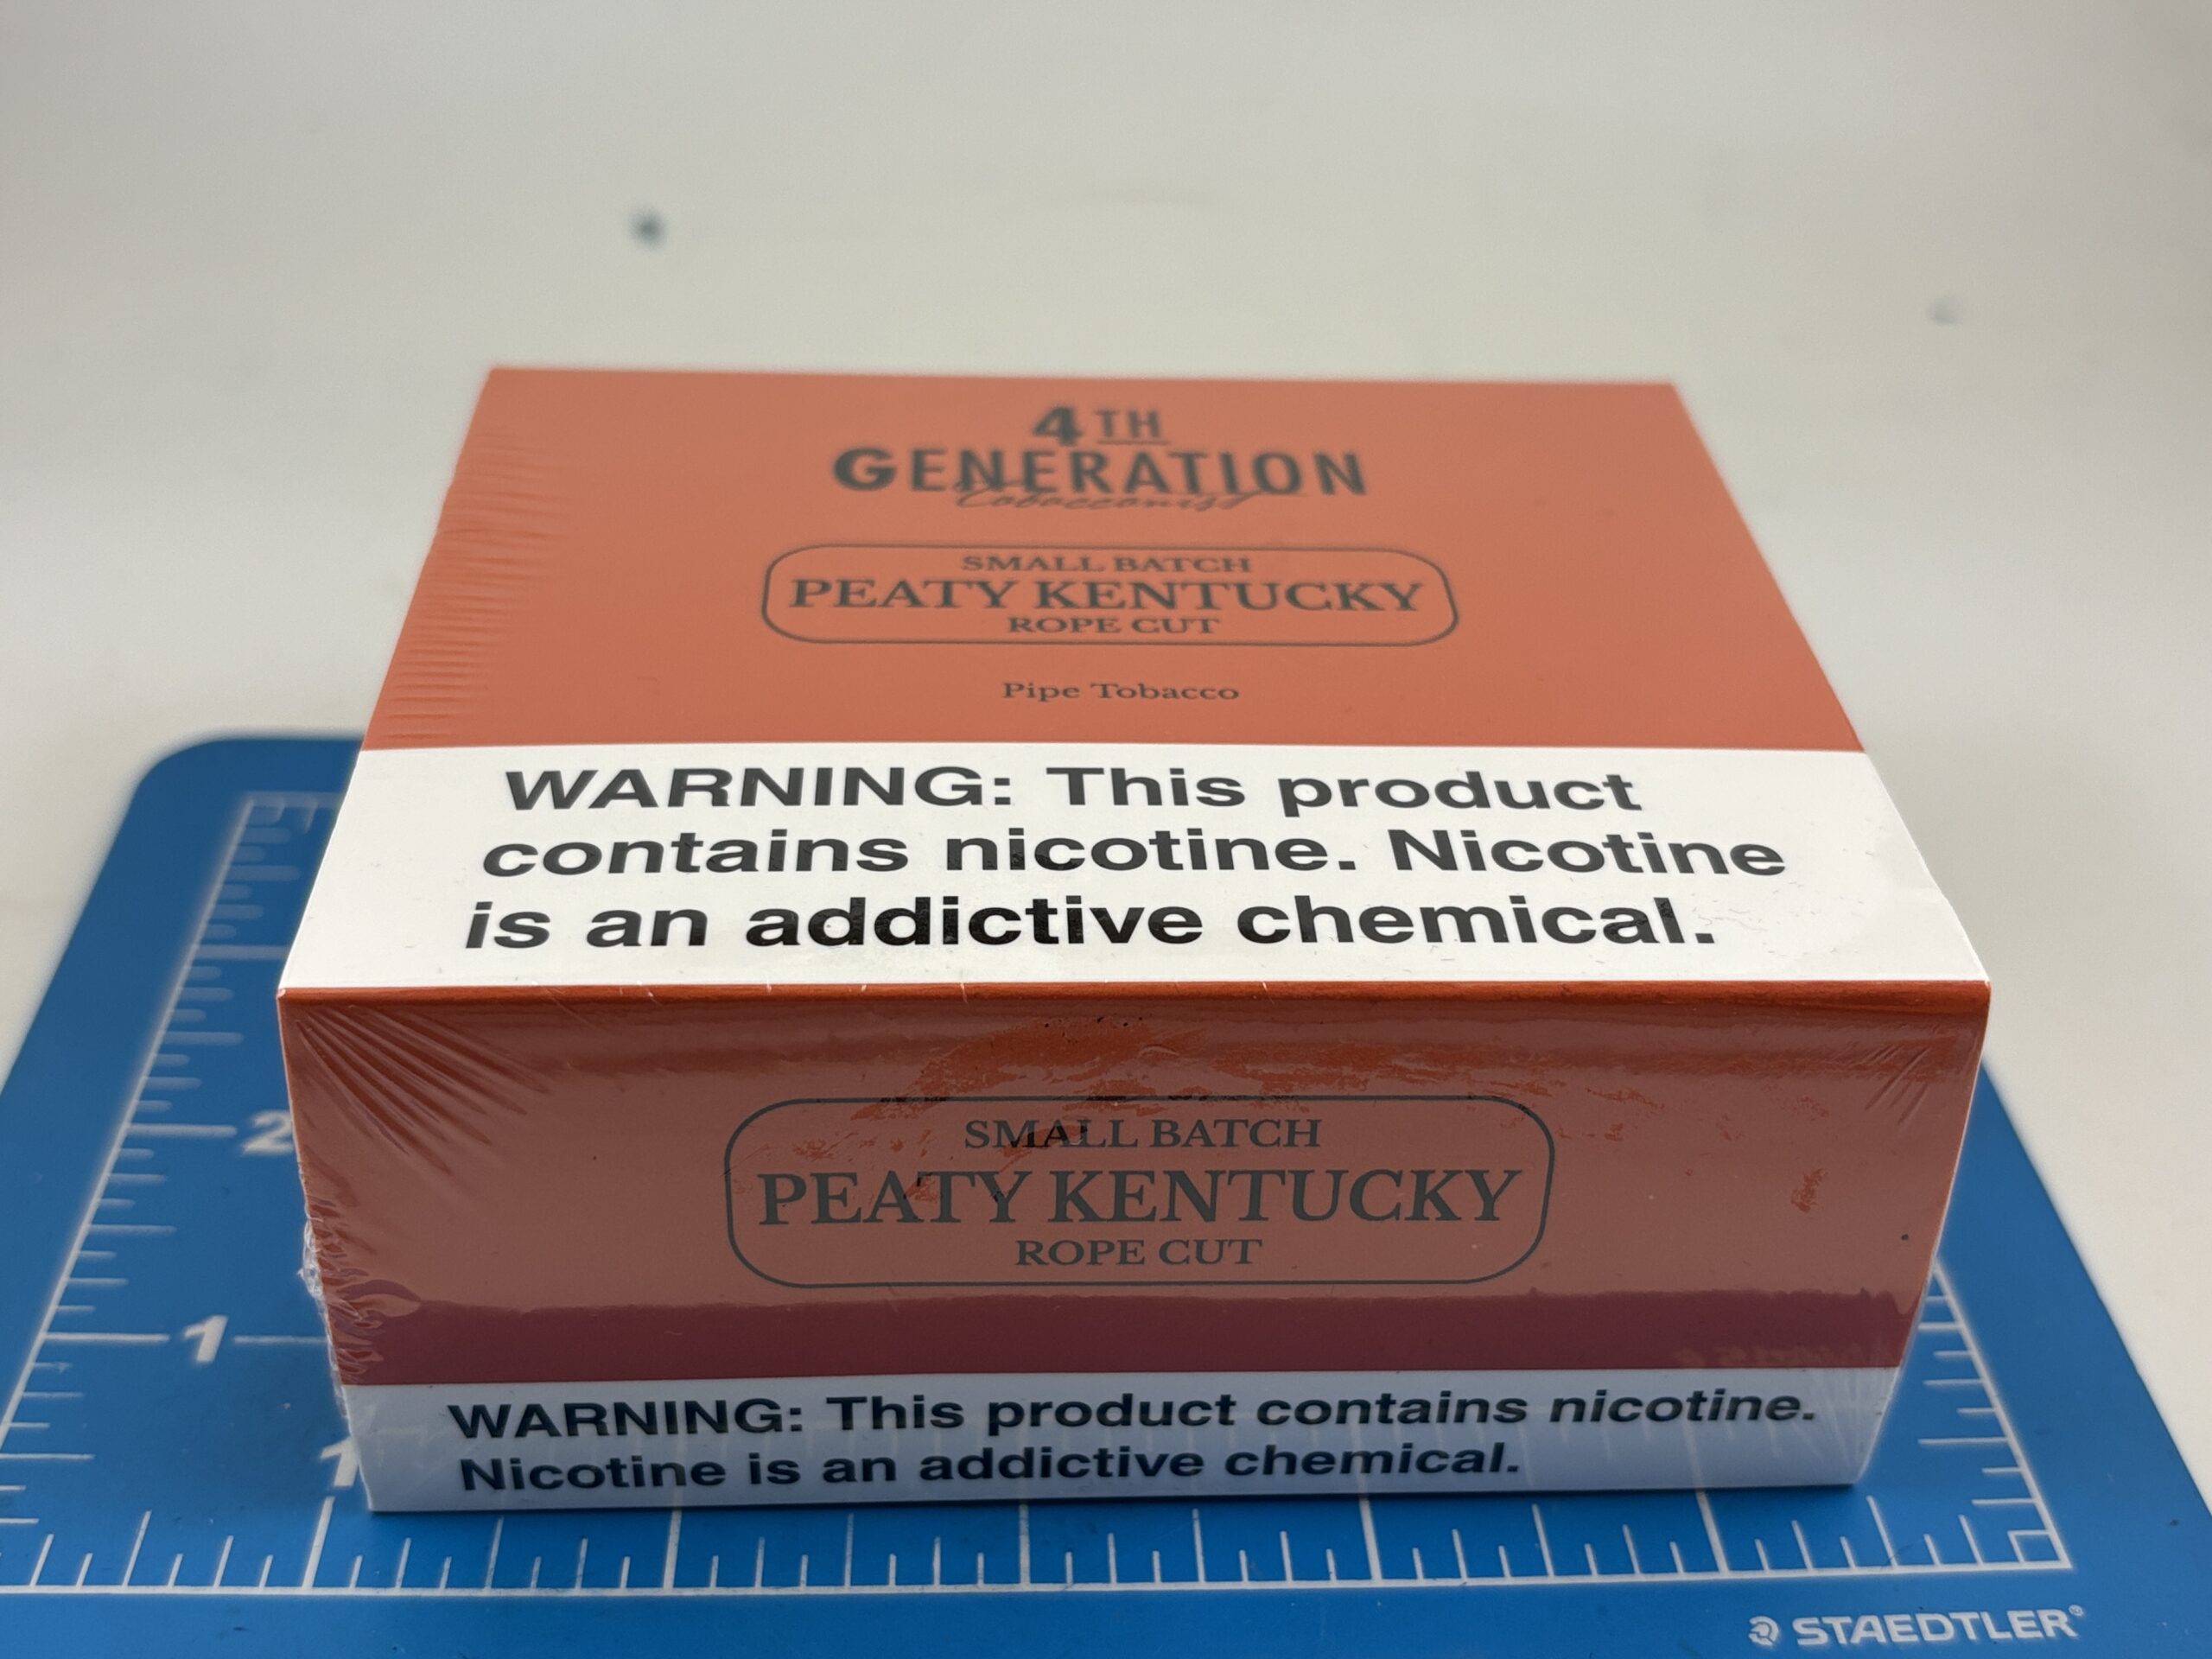 4TH
GENERATION
Tobacconist
SMALL BATCH
PEATY KENTUCKY
ROPE CUT
Pipe Tobacco
WARNING: This product
contains nicotine. Nicotine
is an addictive chemical.
SMALL BATCH
PEATY KENTUCKY
ROPE CUT
WARNING: This product contains nicotine.
Nicotine is an addictive chemical.
2
1
1
STAEDTLER®